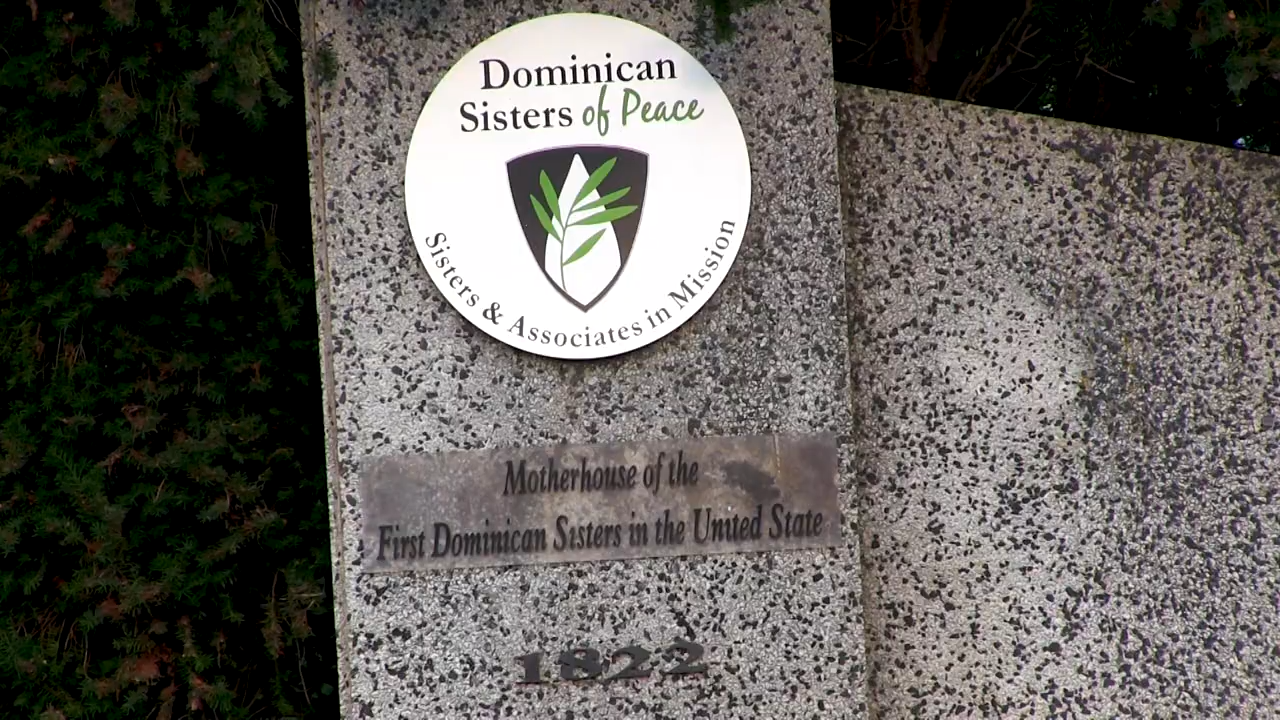 Dominican
Sisters of Peace
Sisters & Associates in Mission
Motherhouse of the
First Dominican Sisters in the United State
1822